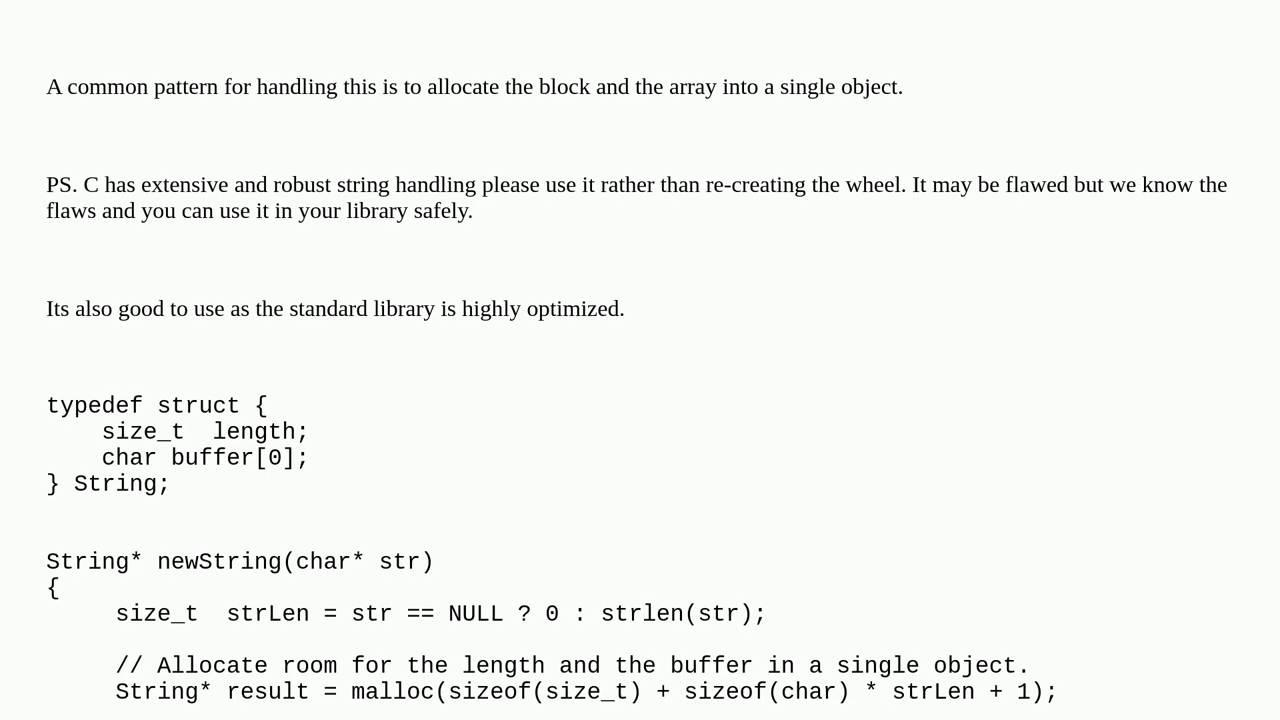 A common pattern for handling this is to allocate the block and the array into a single object.
PS. C has extensive and robust string handling please use it rather than re-creating the wheel. It may be flawed but we know the
flaws and you can use it in your library safely.
Its also good to use as the standard library is highly optimized.
typedef struct {
    size_t  length;
    char buffer[0];
} String;
String* newString(char* str)
{
     size_t  strLen = str == NULL ? 0 : strlen(str);
     // Allocate room for the length and the buffer in a single object.
     String* result = malloc(sizeof(size_t) + sizeof(char) * strLen + 1);